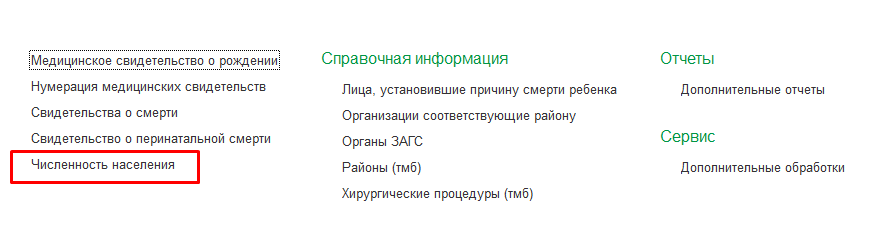 Медицинское свидетельство о рождении
Нумерация медицинских свидетельств
Свидетельства о смерти
Свидетельство о перинатальной смерти
Численность населения
Справочная информация
Лица, установившие причину смерти ребенка
Организации соответствующие району
Органы ЗАГС
Районы (тмб)
Хирургические процедуры (тмб)
Отчеты
Дополнительные отчеты
Сервис
Дополнительные обработки